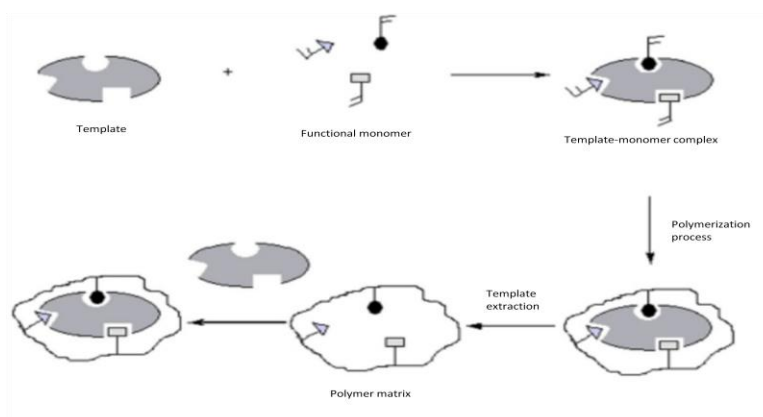 +
Template
Functional monomer
Template-monomer complex
Polymerization
process
Template
extraction
Polymer matrix